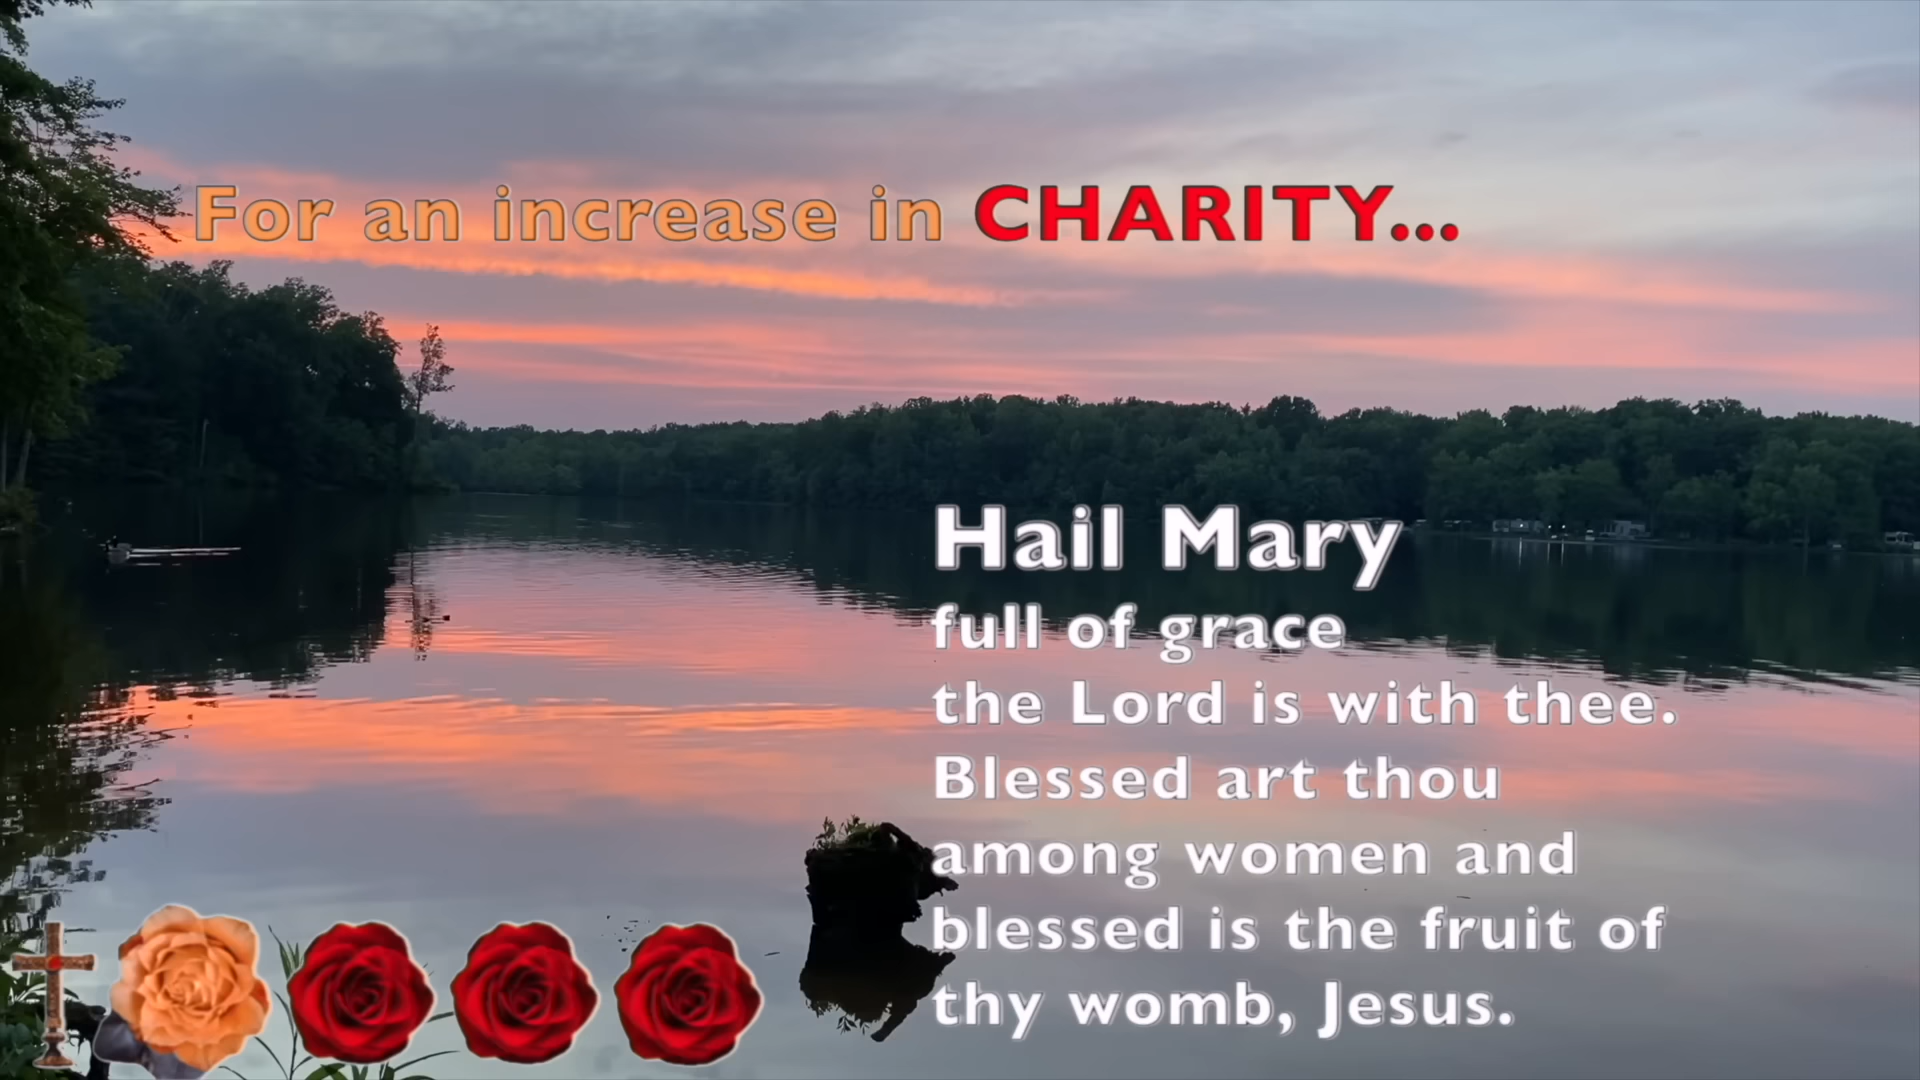 For an increase in CHARITY...
Hail Mary
full of grace
the Lord is with thee.
Blessed art thou
among women and
blessed is the fruit of
thy womb, Jesus.